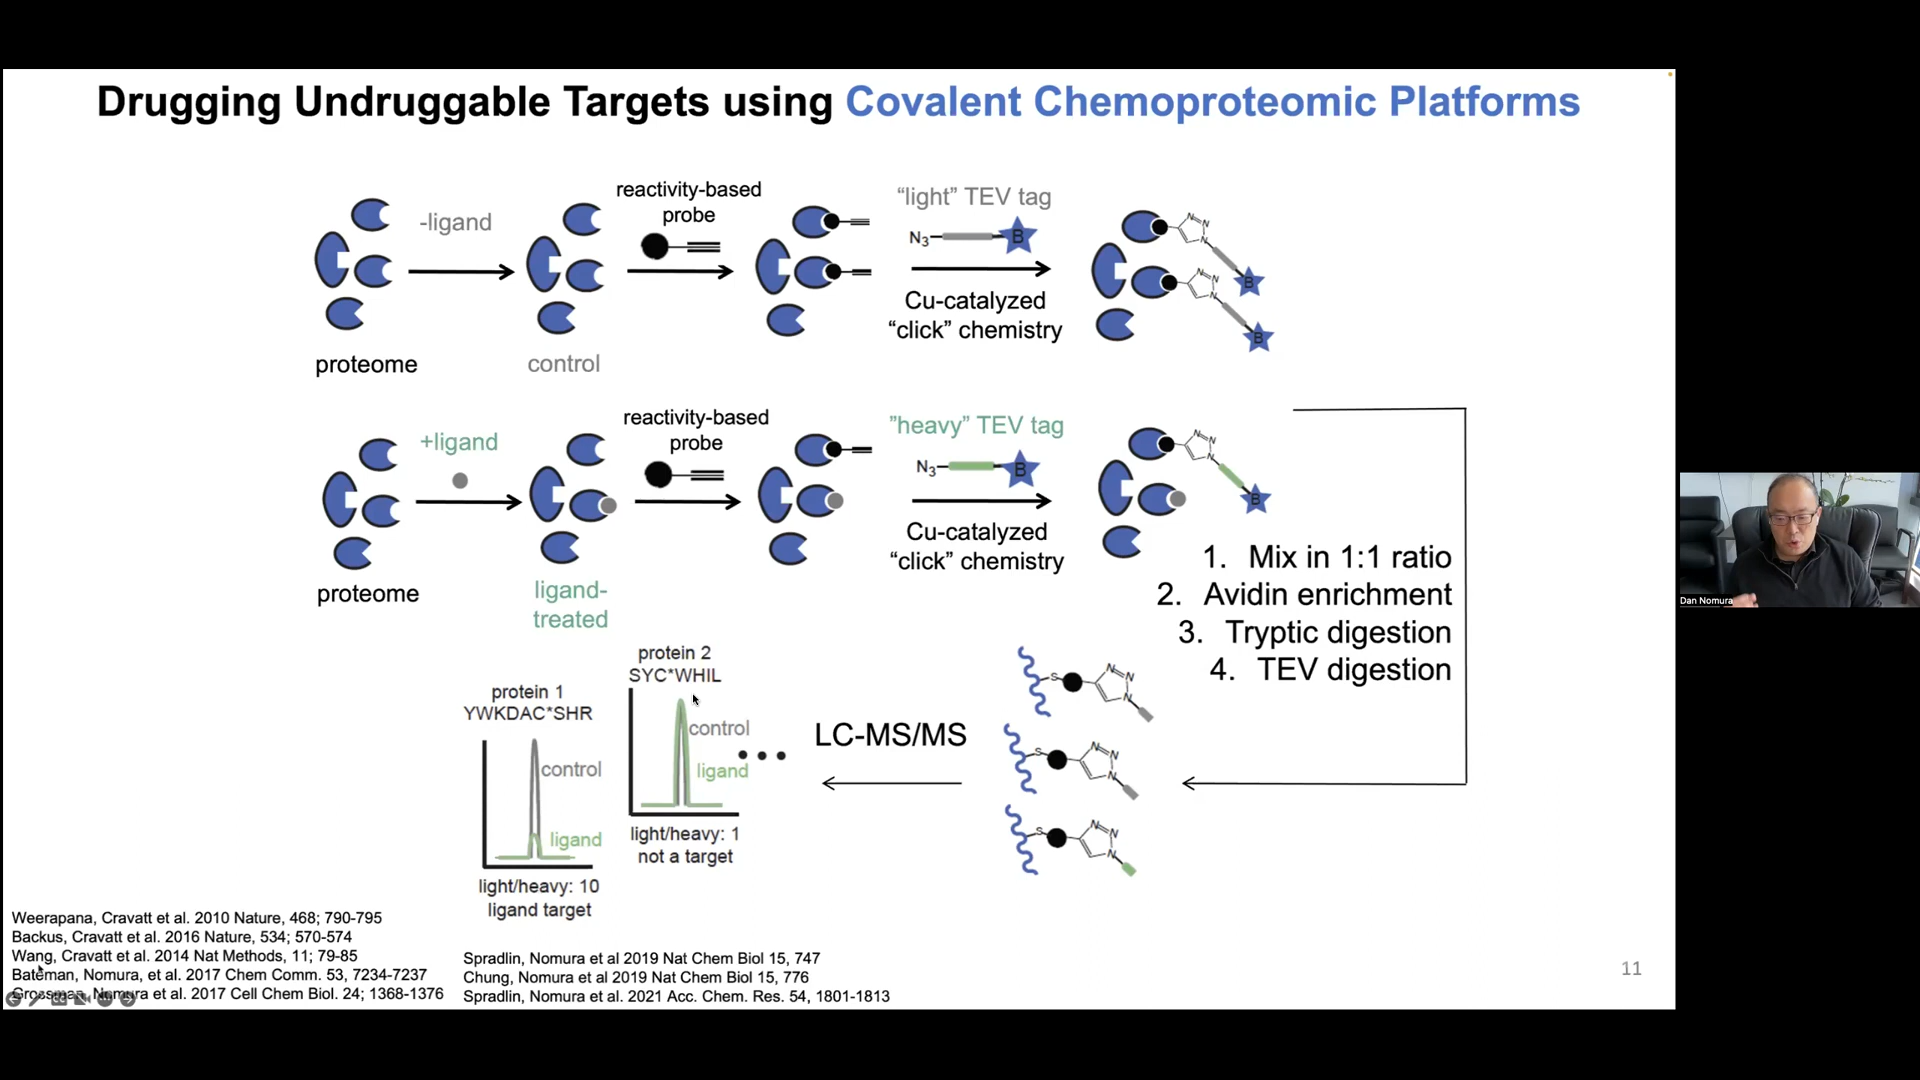 Drugging Undruggable Targets using Covalent Chemoproteomic Platforms
-ligand
reactivity-based
probe
“light” TEV tag
N3
B
Cu-catalyzed
“click” chemistry
N
N
N
B
N
N
N
B
proteome
control
+ligand
reactivity-based
probe
”heavy” TEV tag
N3
B
Cu-catalyzed
“click” chemistry
N
N
N
B
proteome
ligand-
treated
1. Mix in 1:1 ratio
2. Avidin enrichment
3. Tryptic digestion
4. TEV digestion
protein 1
YWKDAC*SHR
control
ligand
light/heavy: 10
ligand target
protein 2
SYC*WHIL
control
ligand
light/heavy: 1
not a target
LC-MS/MS
S
N
N
N
S
N
N
N
S
N
N
N
Weerapana, Cravatt et al. 2010 Nature, 468; 790-795
Backus, Cravatt et al. 2016 Nature, 534; 570-574
Wang, Cravatt et al. 2014 Nat Methods, 11; 79-85
Bateman, Nomura, et al. 2017 Chem Comm. 53, 7234-7237
Grossman, Nomura et al. 2017 Cell Chem Biol. 24; 1368-1376
Spradlin, Nomura et al 2019 Nat Chem Biol 15, 747
Chung, Nomura et al 2019 Nat Chem Biol 15, 776
Spradlin, Nomura et al. 2021 Acc. Chem. Res. 54, 1801-1813
11
Dan Nomura